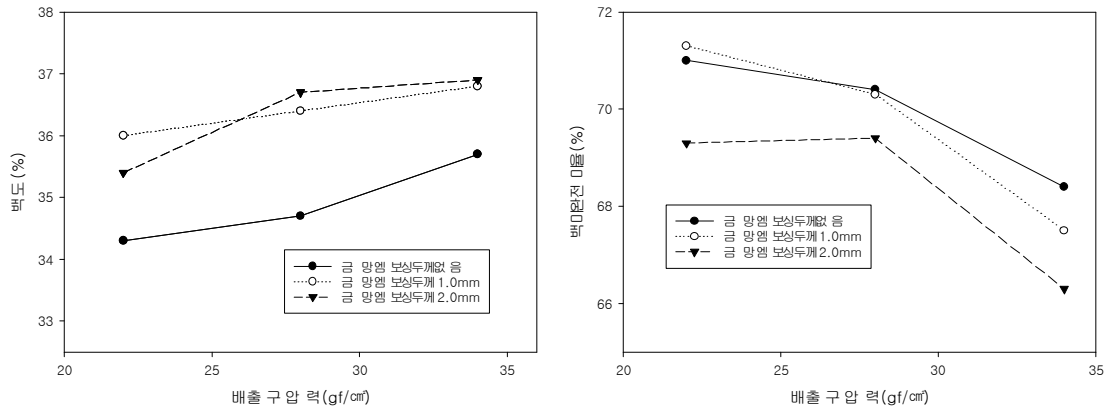 38
37
36
35
34
33
백도 (%)
20
25
30
35
배출 구 압 력(gf/㎠)
금 망엠 보싱두께없 음
금 망엠 보싱두께 1.0mm
금 망엠 보싱두께 2.0mm
72
70
68
66
백미완전 미율(%)
20
25
30
35
배출 구 압 력(gf/㎠)
금 망엠 보싱두께없 음
금 망엠 보싱두께 1.0mm
금 망엠 보싱두께 2.0mm